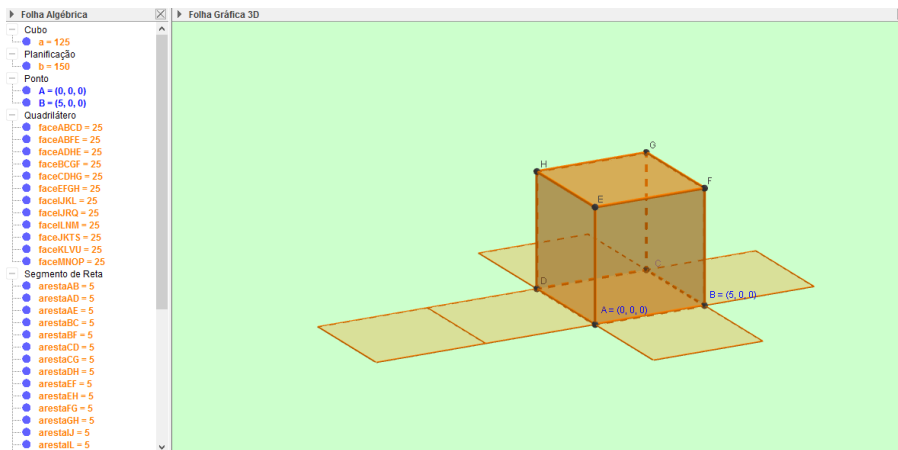 Folha Algébrica
Cubo
a = 125
Planificação
b = 150
Ponto
A = (0, 0, 0)
B = (5, 0, 0)
Quadrilátero
faceABCD = 25
faceABFE = 25
faceADHE = 25
faceBCGF = 25
faceCDHG = 25
faceEFGH = 25
faceIJKL = 25
faceIJRQ = 25
faceILNM = 25
faceJKTS = 25
faceKLVU = 25
faceMNOP = 25
Segmento de Reta
arestaAB = 5
arestaAD = 5
arestaAE = 5
arestaBC = 5
arestaBF = 5
arestaCD = 5
arestaCG = 5
arestaDH = 5
arestaEF = 5
arestaEH = 5
arestaFG = 5
arestaGH = 5
arestaIJ = 5
arestaIL = 5
Folha Gráfica 3D
G
H
F
E
C
D
B = (5, 0, 0)
A = (0, 0, 0)